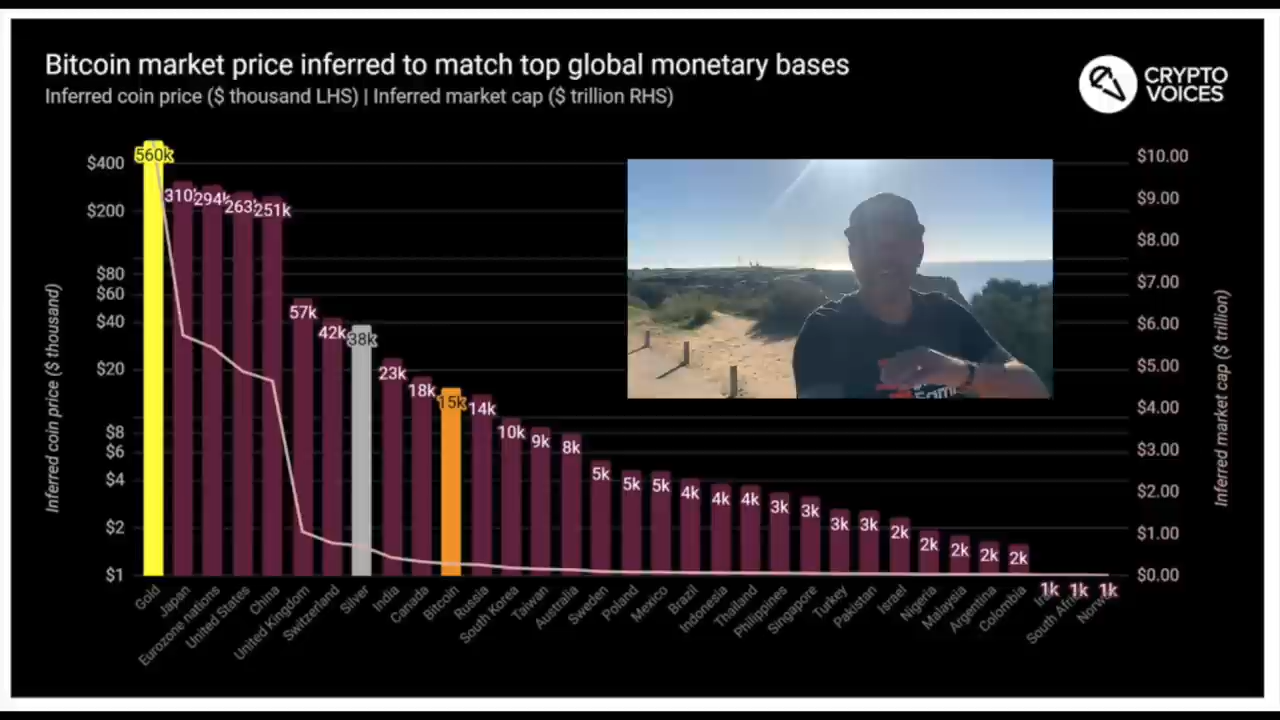 Bitcoin market price inferred to match top global monetary bases
Inferred coin price ($ thousand LHS) | Inferred market cap ($ trillion RHS)
CRYPTO
VOICES
Inferred coin price ($ thousand)
$400
$200
$80
$60
$40
$20
$8
$6
$4
$2
$1
560k
310k
294k
263k
251k
57k
42k
38k
23k
18k
15k
14k
10k
9k
8k
5k
5k
5k
4k
4k
4k
3k
3k
3k
3k
2k
2k
2k
2k
2k
1k
1k
1k
$10.00
$9.00
$8.00
$7.00
$6.00
$5.00
$4.00
$3.00
$2.00
$1.00
$0.00
Inferred market cap ($ trillion)
Gold
Japan
Eurozone nations
United States
China
United Kingdom
Switzerland
Silver
India
Canada
Bitcoin
Russia
South Korea
Taiwan
Australia
Sweden
Poland
Mexico
Brazil
Indonesia
Thailand
Philippines
Singapore
Turkey
Pakistan
Israel
Nigeria
Malaysia
Argentina
Colombia
South Africa
Norway